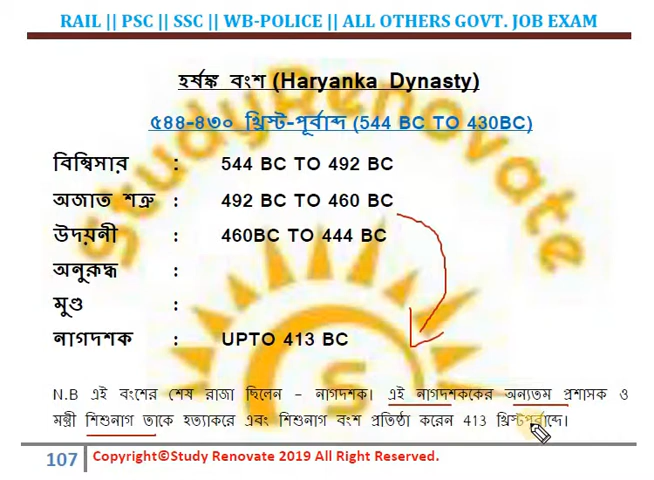 RAIL || PSC || SSC || WB-POLICE || ALL OTHERS GOVT. JOB EXAM
হর্ষঙ্ক বংশ (Haryanka Dynasty)
৫৪৪-৪৩০ খ্রিস্ট-পূর্বাব্দ (544 BC TO 430BC)
বিম্বিসার : 544 BC TO 492 BC
অজাত শত্রু : 492 BC TO 460 BC
উদয়নী : 460BC TO 444 BC
অনুরুদ্ধ :
মুণ্ড :
নাগদশক : UPTO 413 BC
N.B এই বংশের শেষ রাজা ছিলেন – নাগদশক। এই নাগদশককের অন্যতম প্রশাসক ও
মন্ত্রী শিশুনাগ তাকে হত্যাকরে এবং শিশুনাগ বংশ প্রতিষ্ঠা করেন 413 খ্রিস্টপূর্বাব্দে।
107 Copyright©Study Renovate 2019 All Right Reserved.
StudyRenovate
S